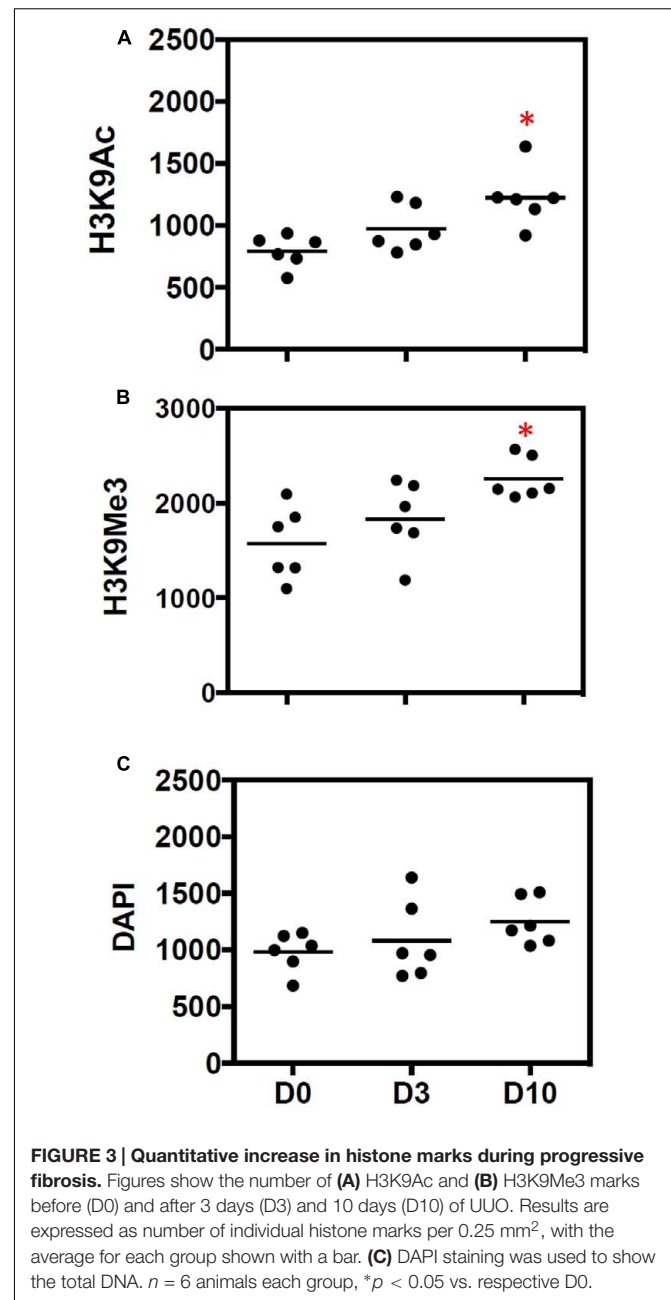 A
2500
2000
1500
1000
500
0
H3K9Ac
*
B
3000
2000
1000
0
H3K9Me3
*
C
2500
2000
1500
1000
500
0
DAPI
D0 D3 D10
FIGURE 3 | Quantitative increase in histone marks during progressive
fibrosis. Figures show the number of (A) H3K9Ac and (B) H3K9Me3 marks
before (D0) and after 3 days (D3) and 10 days (D10) of UUO. Results are
expressed as number of individual histone marks per 0.25 mm², with the
average for each group shown with a bar. (C) DAPI staining was used to show
the total DNA. n = 6 animals each group, *p < 0.05 vs. respective D0.